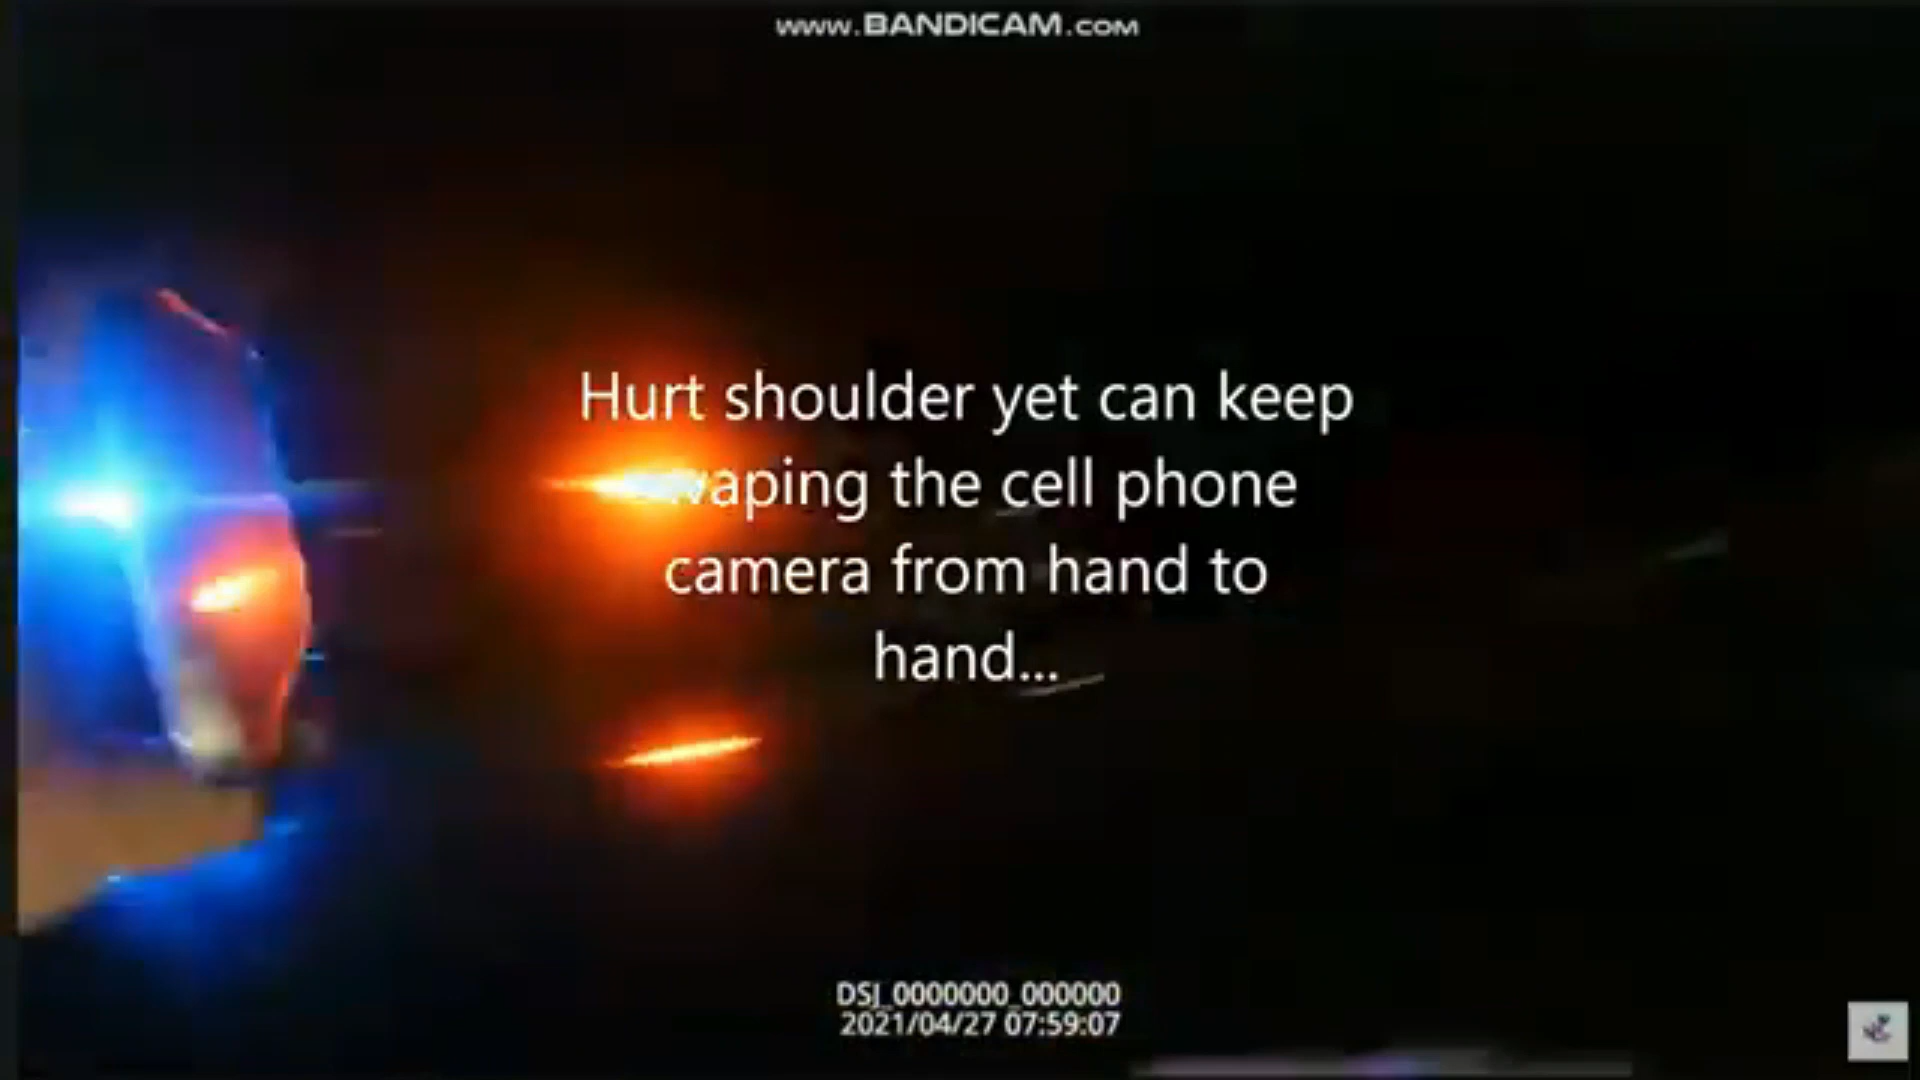 www.BANDICAM.COM
Hurt shoulder yet can keep
the cell phone
camera from hand to
hand...
DSJ_0000000_000000
2021/04/27 07:59:07